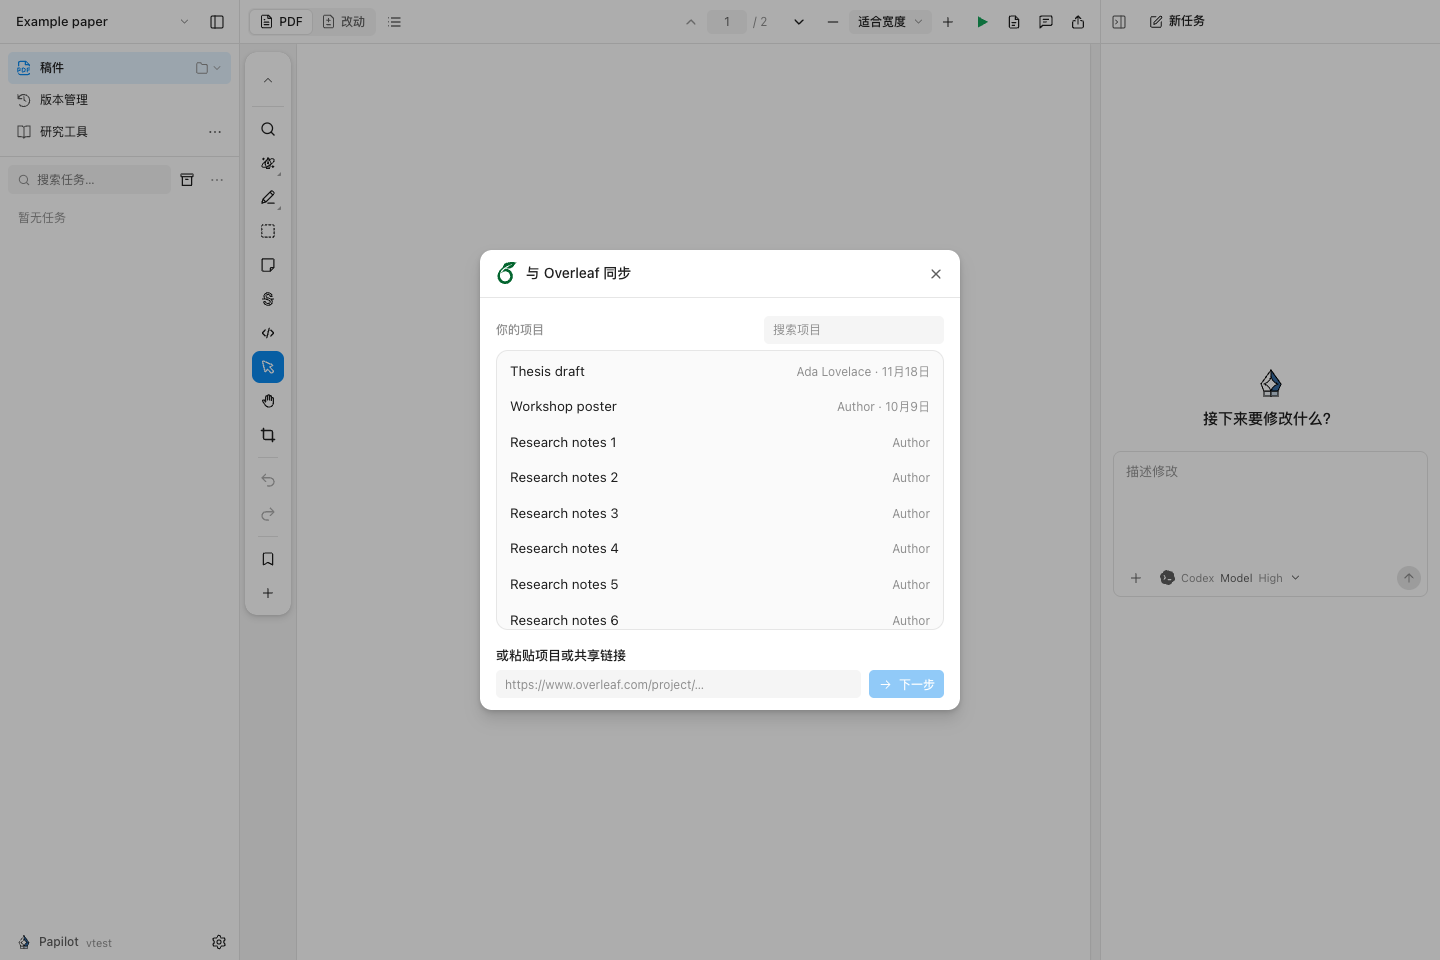 Example paper
PDF
改动
1 / 2
适合宽度
新任务
稿件
版本管理
研究工具
搜索任务...
暂无任务
与 Overleaf 同步
你的项目
搜索项目
Thesis draft
Ada Lovelace · 11月18日
Workshop poster
Author · 10月9日
Research notes 1
Author
Research notes 2
Author
Research notes 3
Author
Research notes 4
Author
Research notes 5
Author
Research notes 6
Author
或粘贴项目或共享链接
https://www.overleaf.com/project/...
下一步
接下来要修改什么?
描述修改
Codex Model High
Papilot vtest